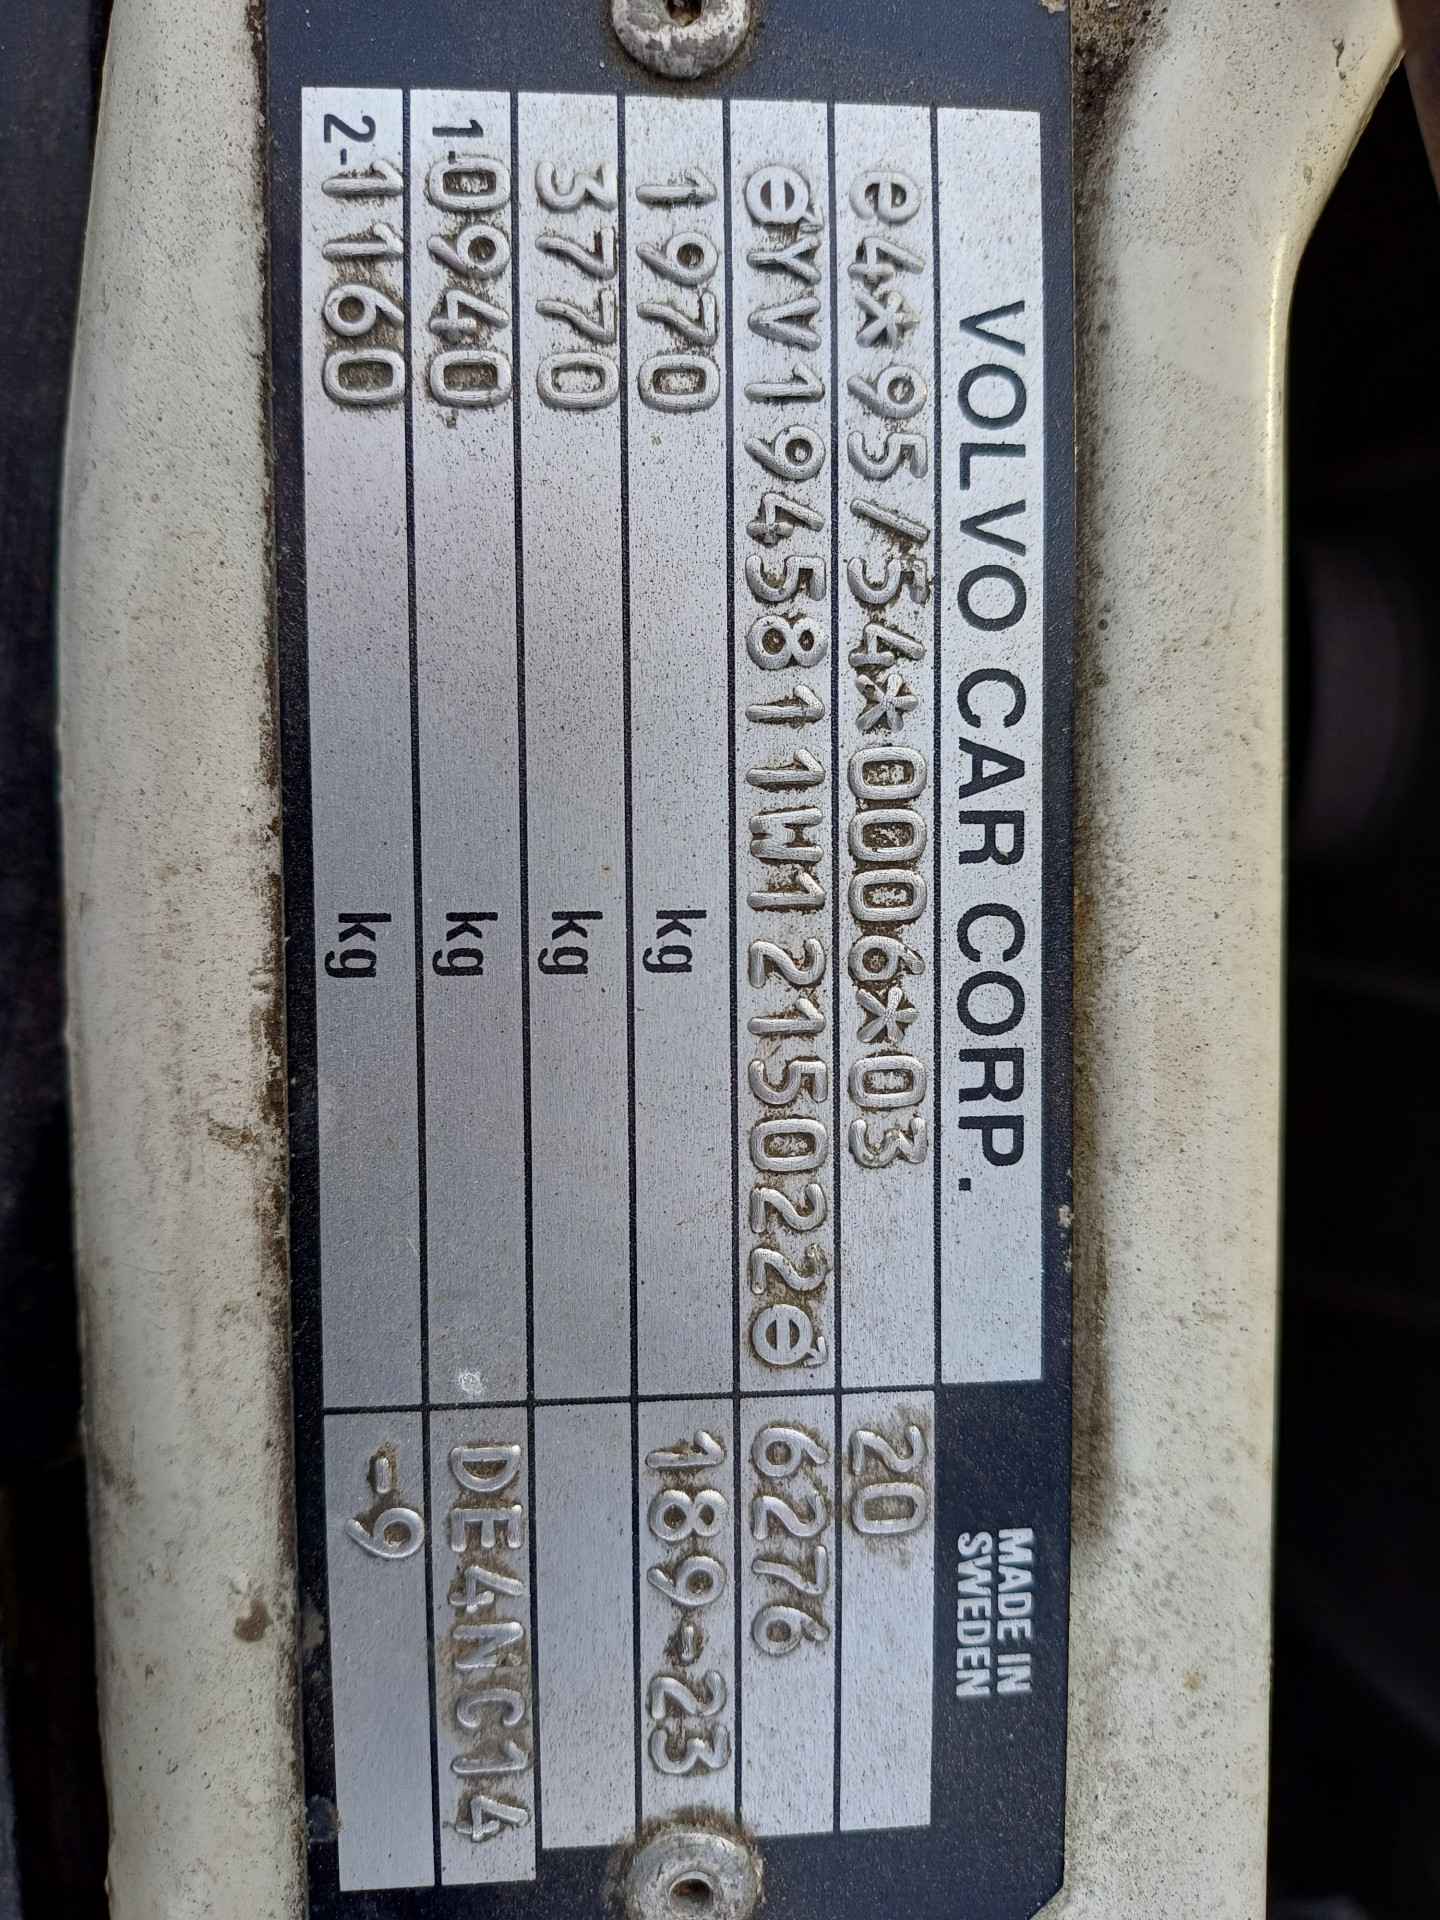 VOLVO CAR CORP.
MADE IN
SWEDEN
e4*95/54*0006*03 20
YV1945811W1215022 6276
1970 kg 189-23
3770 kg
1-0940 kg DE4NC14
2-1160 kg -9